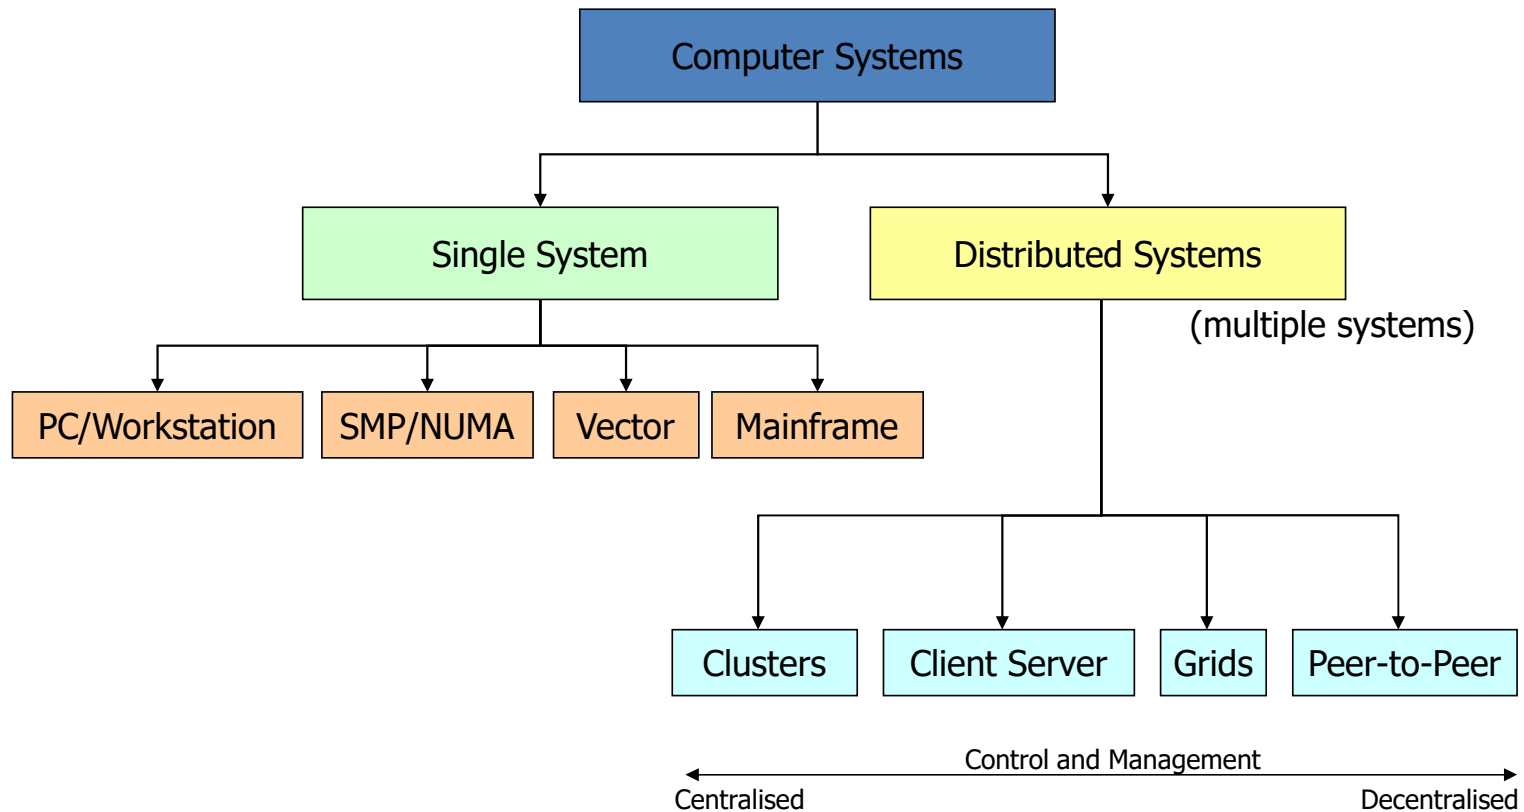 Computer Systems
Single System
Distributed Systems
(multiple systems)
PC/Workstation
SMP/NUMA
Vector
Mainframe
Clusters
Client Server
Grids
Peer-to-Peer
Control and Management
Centralised
Decentralised